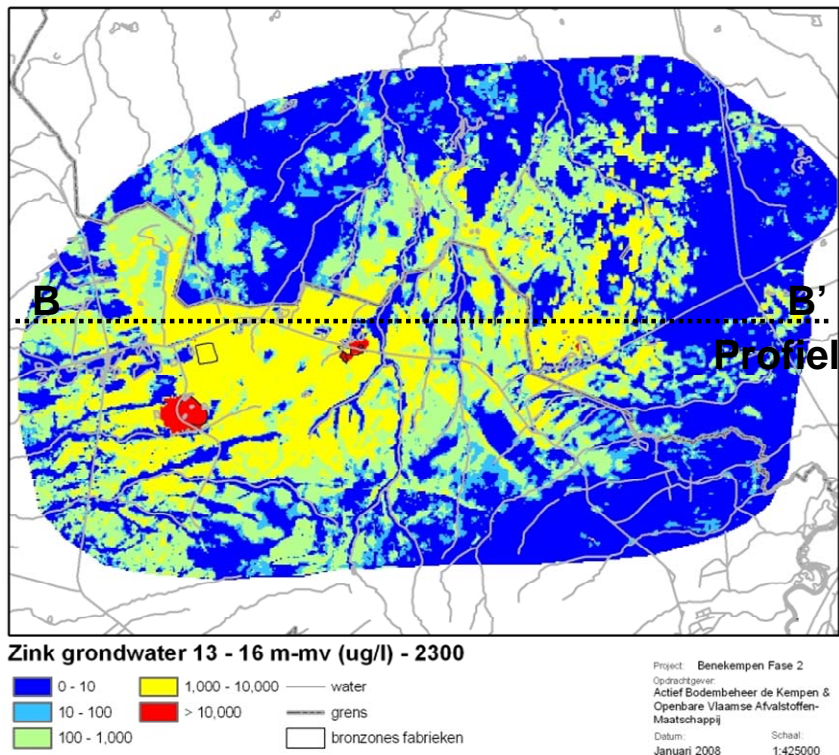 B
B'
Profiel
Zink grondwater 13 - 16 m-mv (ug/l) - 2300
0 - 10
1,000 - 10,000
water
10 - 100
> 10,000
grens
100 - 1,000
bronzones fabrieken
Project: Benekempen Fase 2
Opdrachtgever:
Actief Bodembeheer de Kempen &
Openbare Vlaamse Afvalstoffen-
Maatschappij
Datum: Schaal:
Januari 2008 1:425000